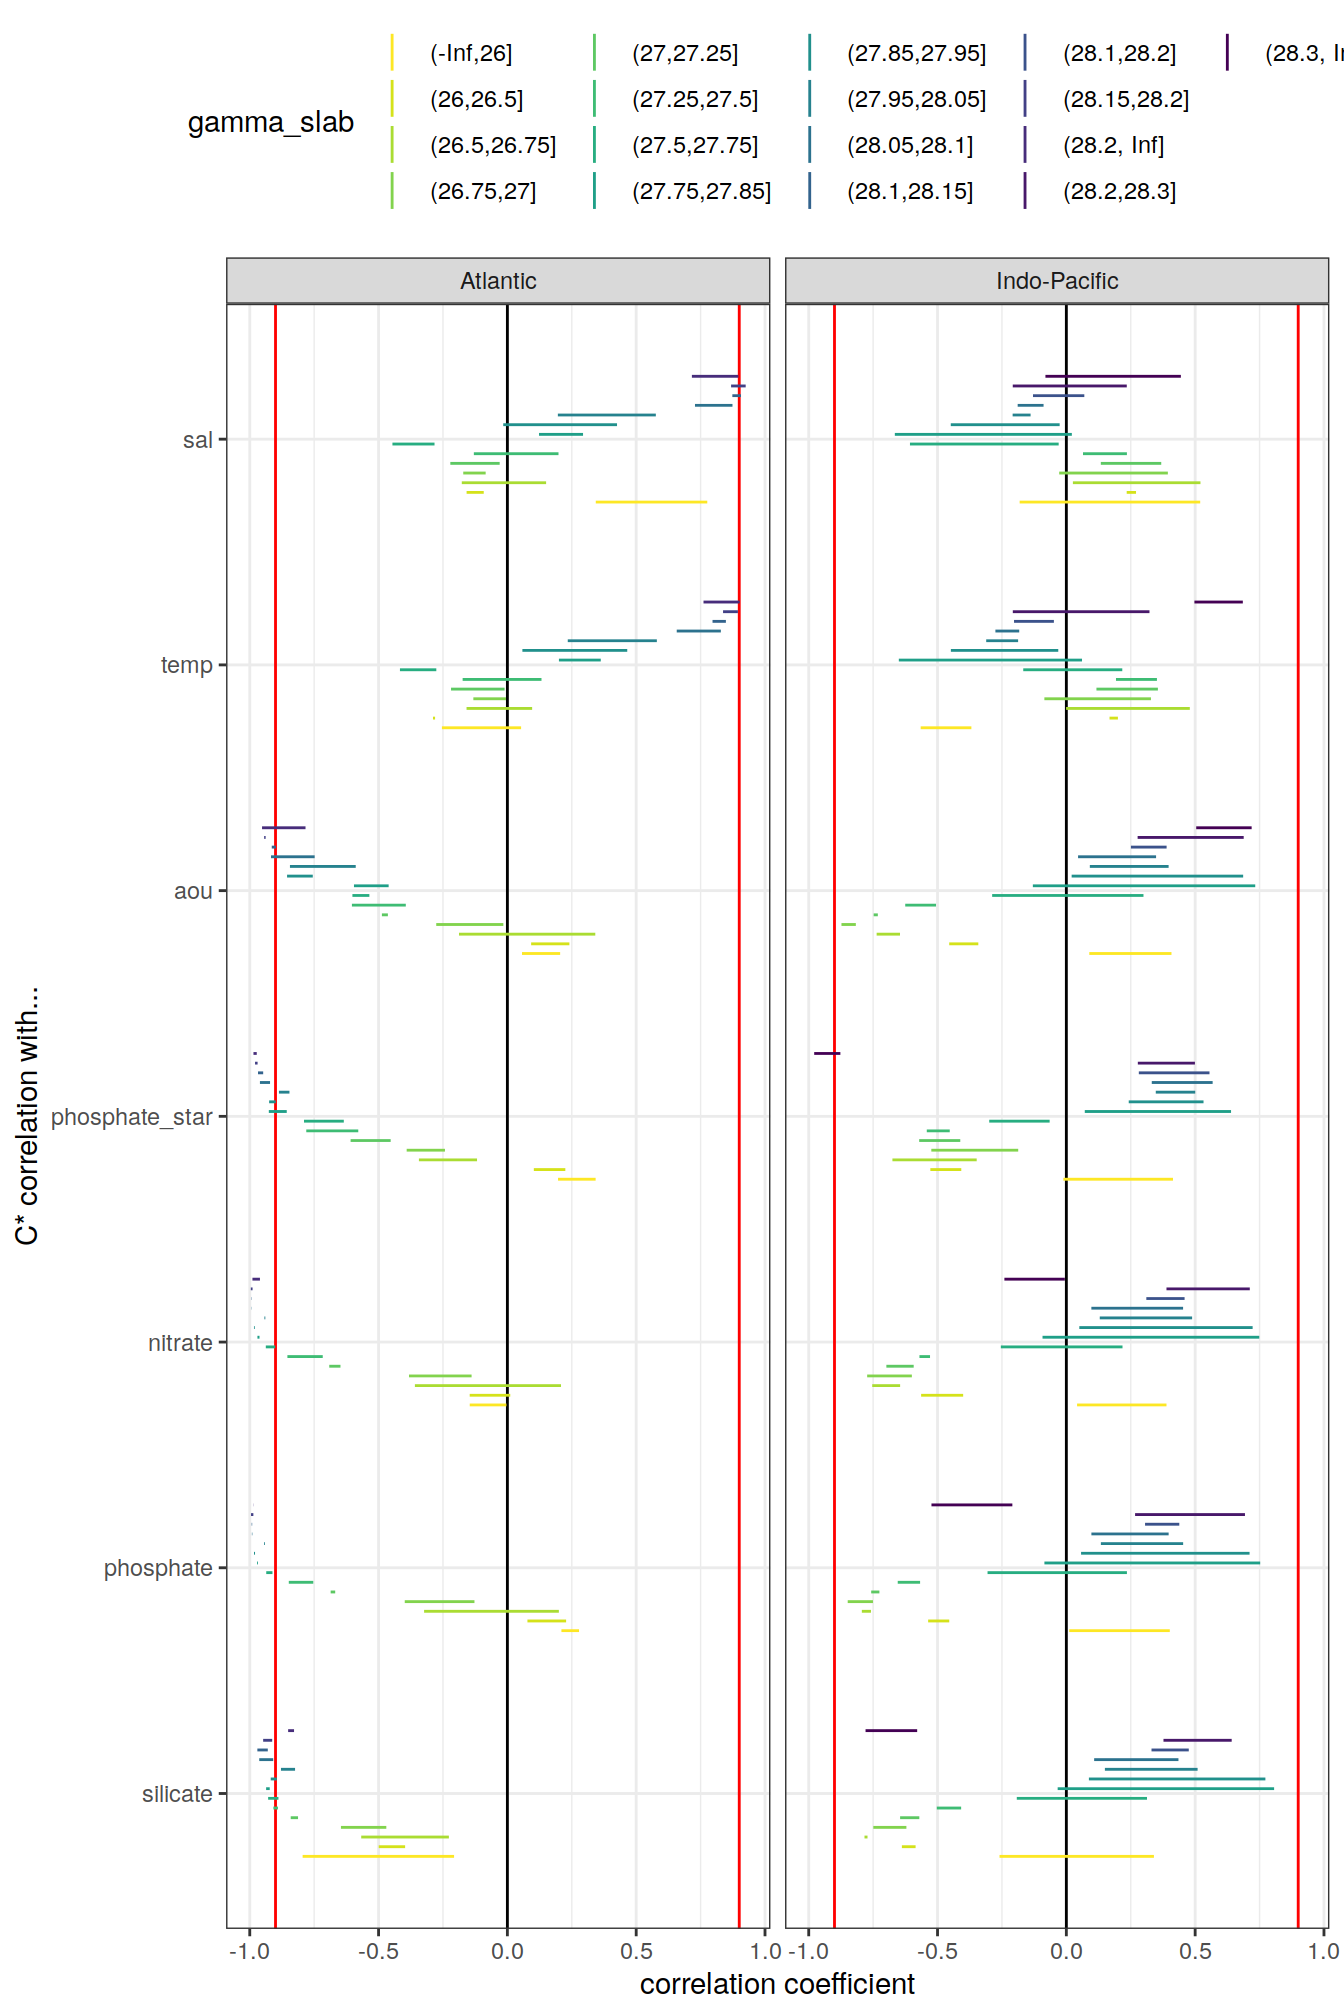 gamma_slab
(-Inf,26]
(26,26.5]
(26.5,26.75]
(26.75,27]
(27,27.25]
(27.25,27.5]
(27.5,27.75]
(27.75,27.85]
(27.85,27.95]
(27.95,28.05]
(28.05,28.1]
(28.1,28.15]
(28.1,28.2]
(28.15,28.2]
(28.2, Inf]
(28.2,28.3]
(28.3,
Atlantic
Indo-Pacific
C* correlation with...
sal
temp
aou
phosphate_star
nitrate
phosphate
silicate
-1.0 -0.5 0.0 0.5 1.0
-1.0 -0.5 0.0 0.5 1.0
correlation coefficient